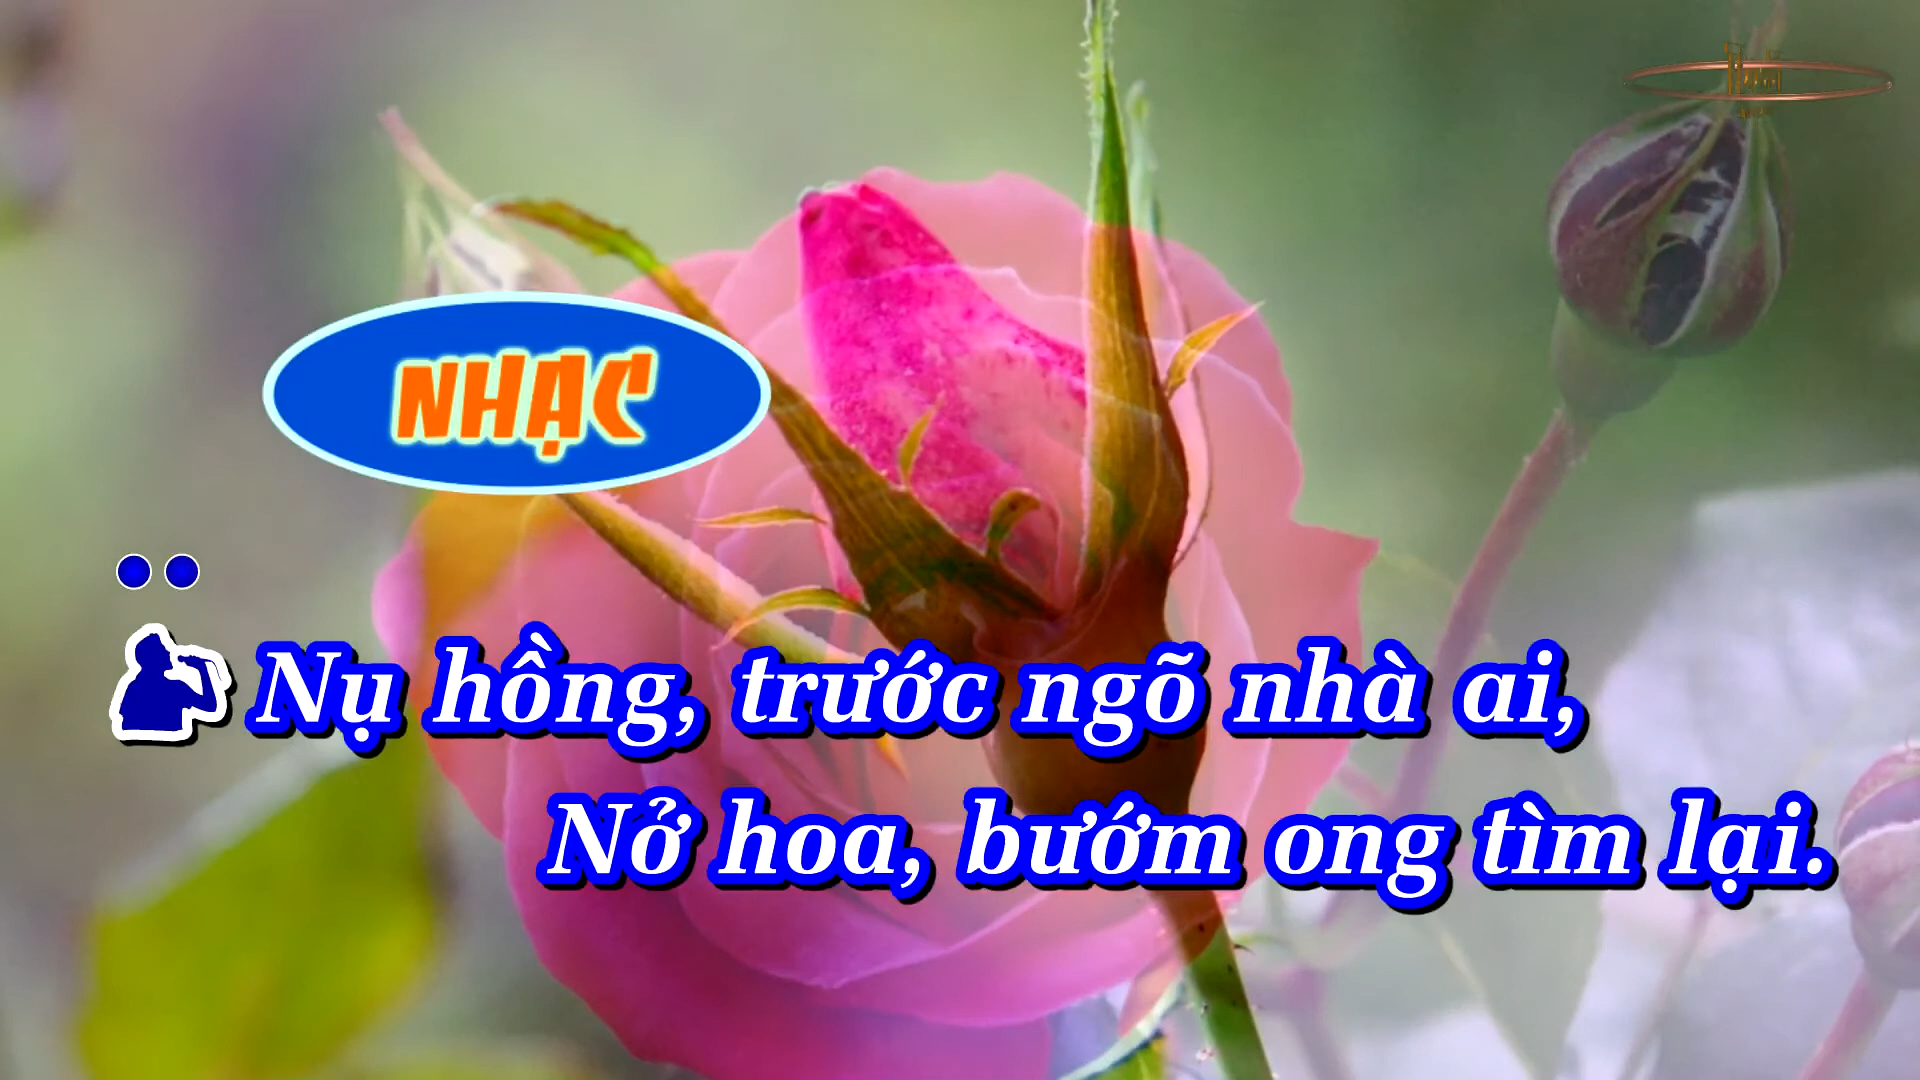 NHẠC
Nụ hồng, trước ngõ nhà ai,
Nở hoa, bướm ong tìm lại.